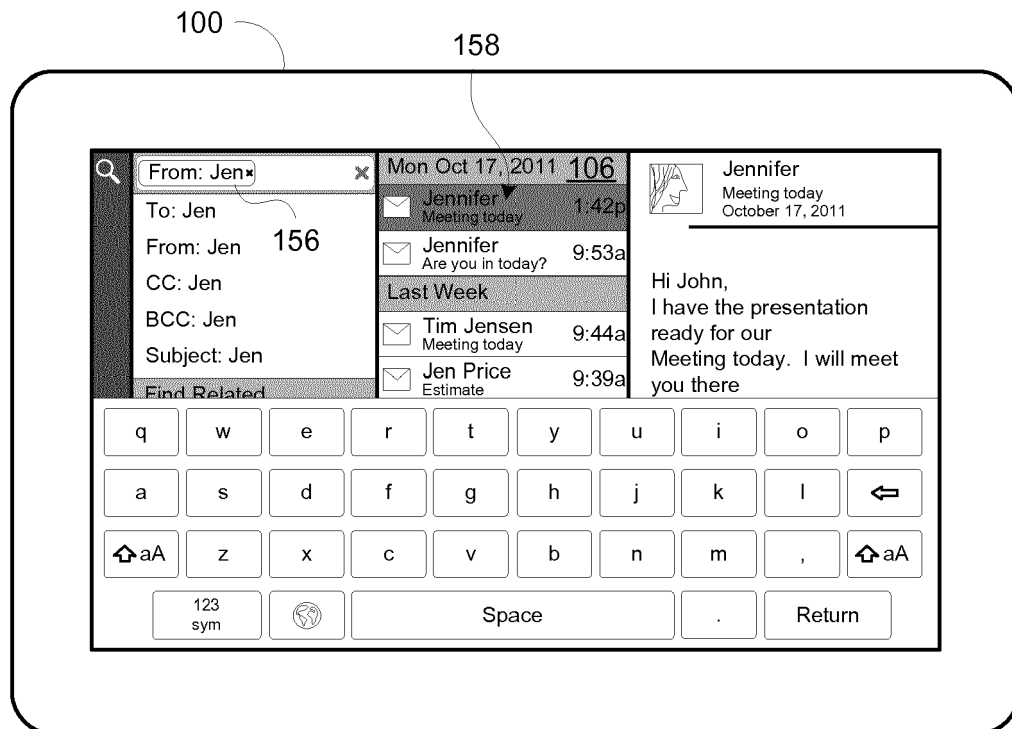 100
158
From: Jen ×
×
To: Jen
From: Jen
156
CC: Jen
BCC: Jen
Subject: Jen
Find Related
Mon Oct 17, 2011 106
Jennifer
Meeting today
1:42p
Jennifer
Are you in today?
9:53a
Last Week
Tim Jensen
Meeting today
9:44a
Jen Price
Estimate
9:39a
Jennifer
Meeting today
October 17, 2011
Hi John,
I have the presentation
ready for our
Meeting today. I will meet
you there
q w e r t y u i o p
a s d f g h j k l
aA z x c v b n m , aA
123
sym
Space . Return